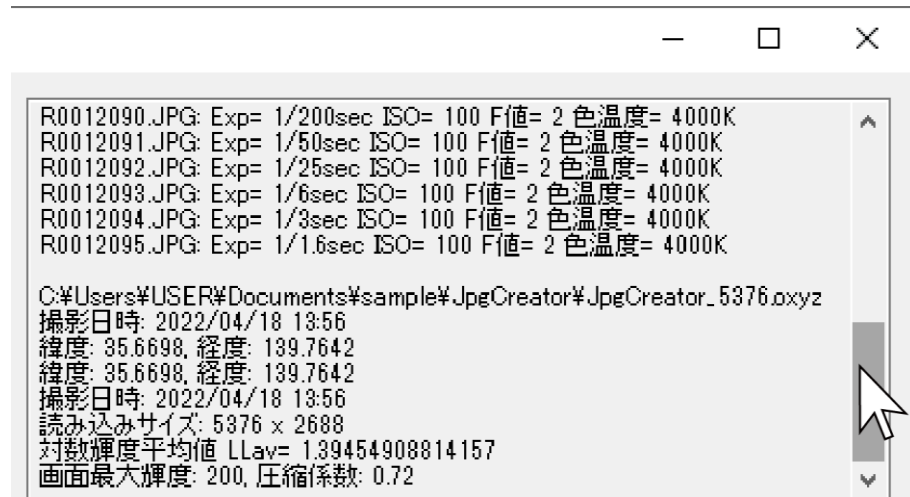 R0012090.JPG: Exp= 1/200sec ISO= 100 F値= 2 色温度= 4000K
R0012091.JPG: Exp= 1/50sec ISO= 100 F値= 2 色温度= 4000K
R0012092.JPG: Exp= 1/25sec ISO= 100 F値= 2 色温度= 4000K
R0012093.JPG: Exp= 1/6sec ISO= 100 F値= 2 色温度= 4000K
R0012094.JPG: Exp= 1/3sec ISO= 100 F値= 2 色温度= 4000K
R0012095.JPG: Exp= 1/1.6sec ISO= 100 F値= 2 色温度= 4000K
C:¥Users¥USER¥Documents¥sample¥JpgCreator¥JpgCreator_5376.oxyz
撮影日時: 2022/04/18 13:56
緯度: 35.6698, 経度: 139.7642
緯度: 35.6698, 経度: 139.7642
撮影日時: 2022/04/18 13:56
読み込みサイズ: 5376 x 2688
対数輝度平均値 LLav= 1.39454908814157
画面最大輝度: 200, 圧縮係数: 0.72